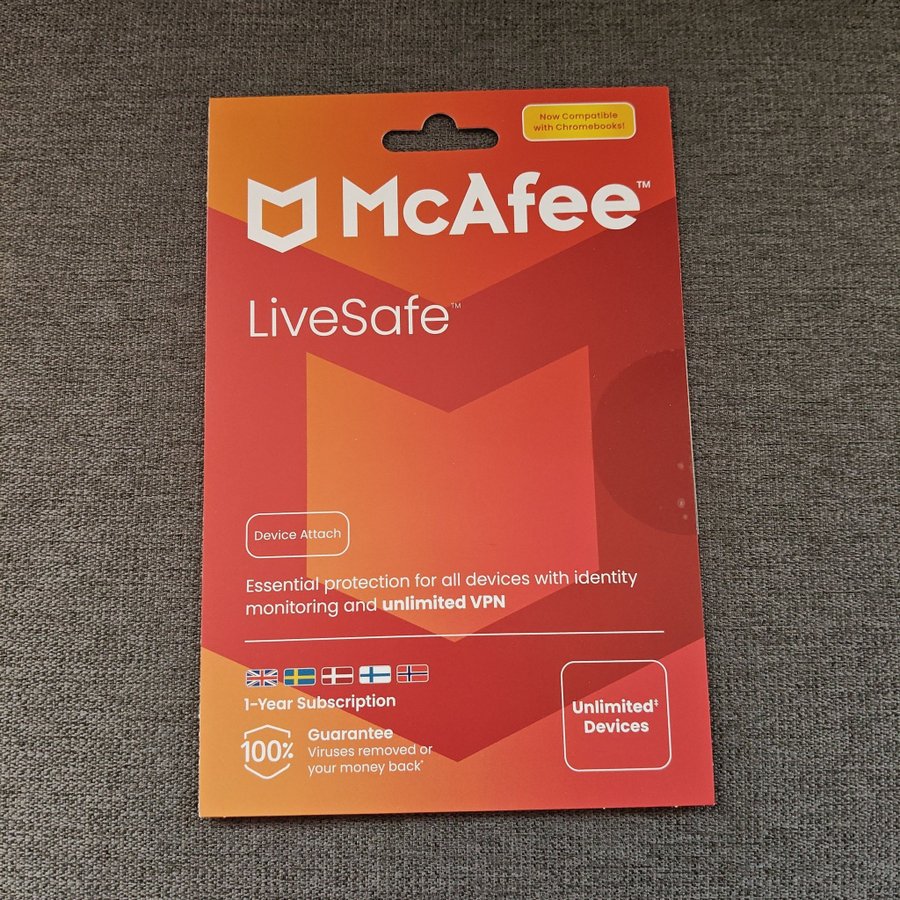 Now Compatible
with Chromebooks!
McAfee™
LiveSafe™
Device Attach
Essential protection for all devices with identity
monitoring and unlimited VPN
1-Year Subscription
Unlimited‡
Devices
100%
Guarantee
Viruses removed or
your money back*